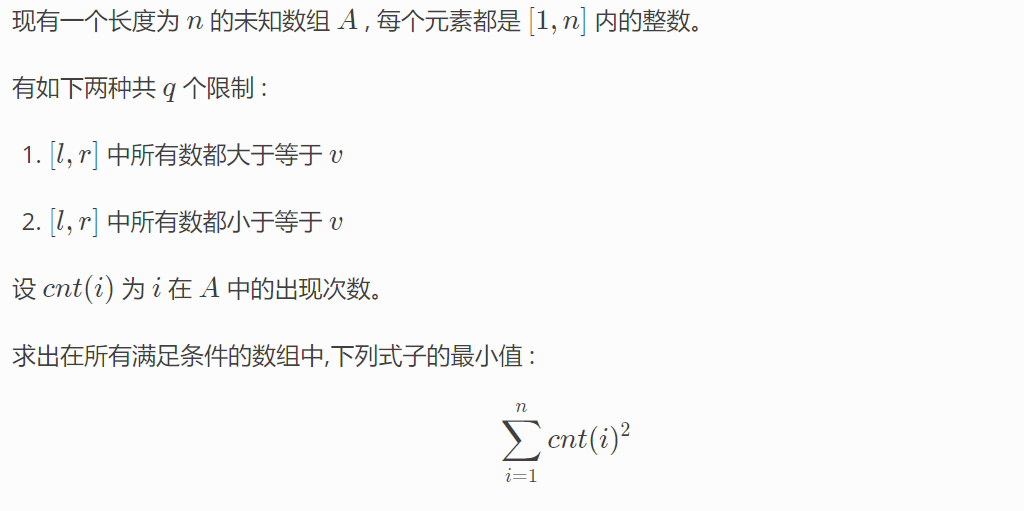 现有一个长度为 n 的未知数组 A , 每个元素都是 [1, n] 内的整数。
有如下两种共 q 个限制 :
1. [l, r] 中所有数都大于等于 v
2. [l, r] 中所有数都小于等于 v
设 cnt(i) 为 i 在 A 中的出现次数。
求出在所有满足条件的数组中,下列式子的最小值 :
\sum_{i=1}^{n} cnt(i)^2